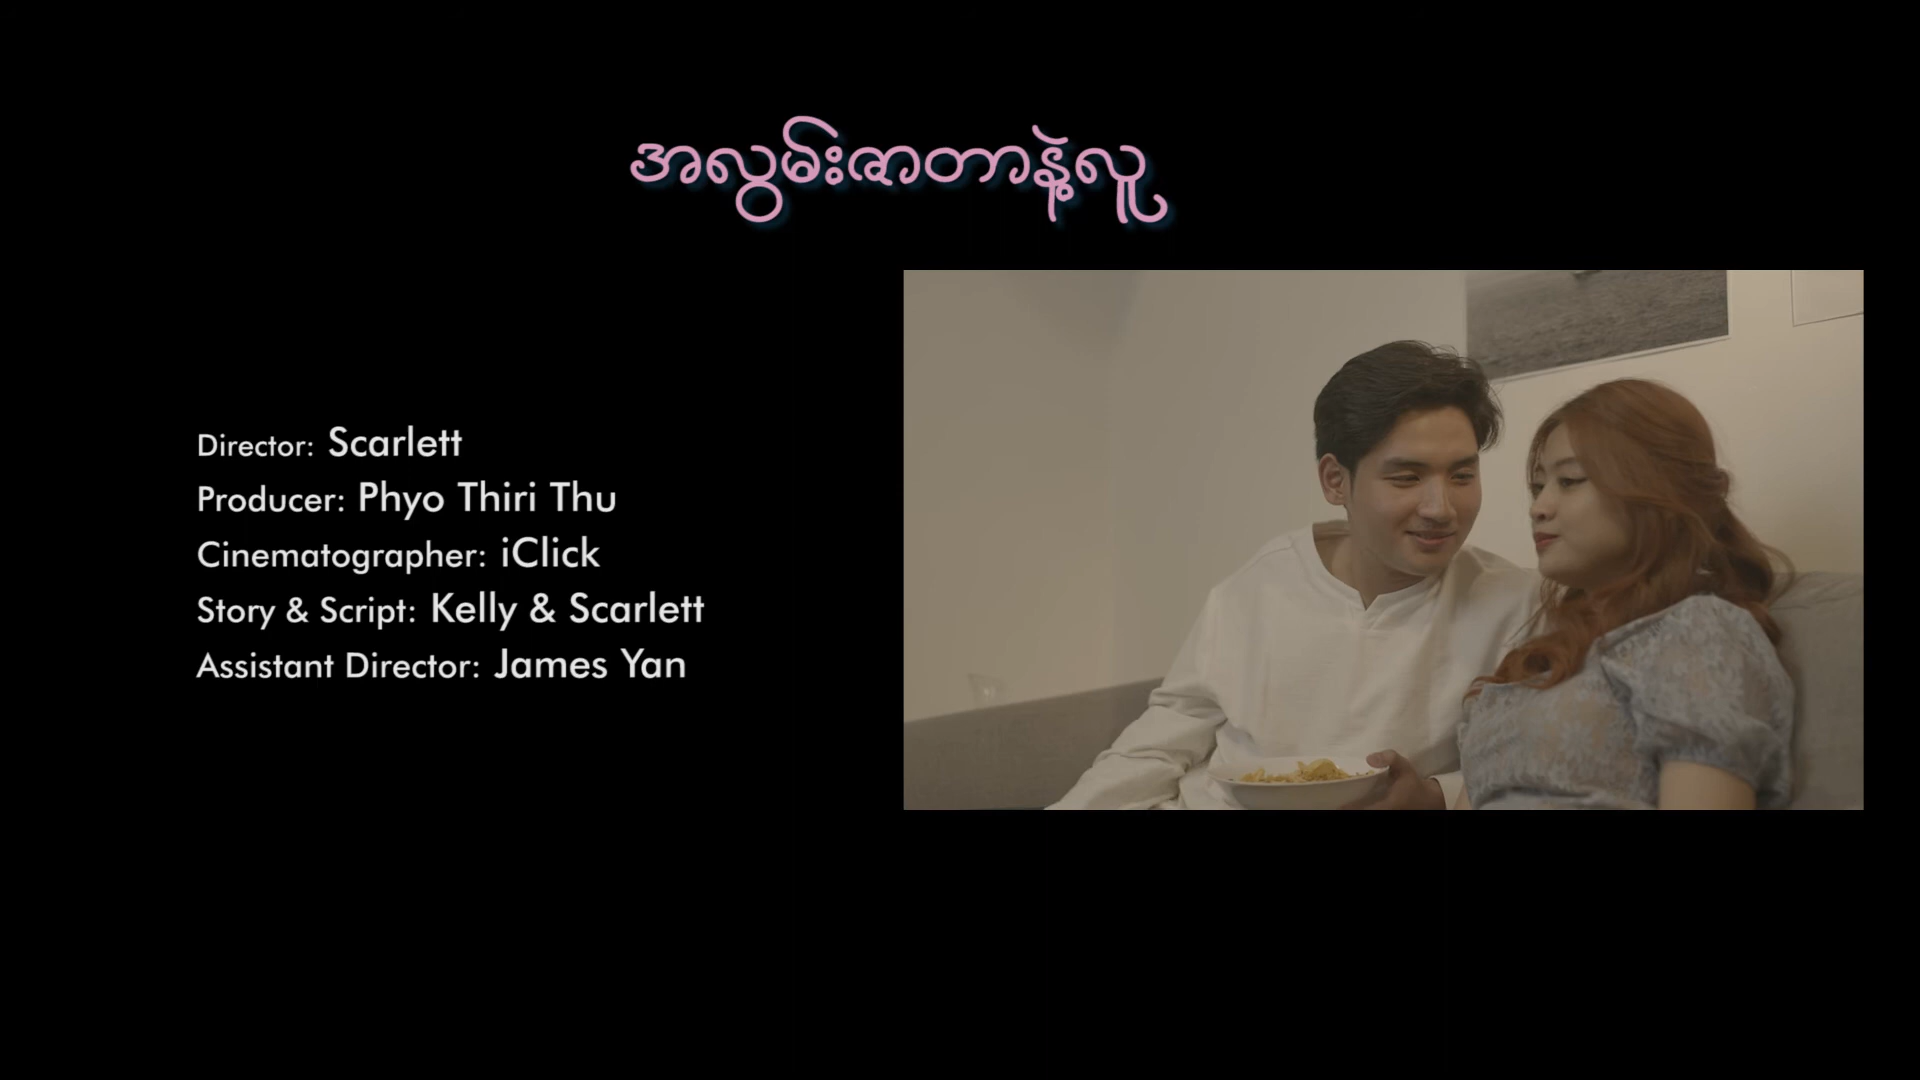 အလွမ်းဇာတာနဲ့လူ
Director: Scarlett
Producer: Phyo Thiri Thu
Cinematographer: iClick
Story & Script: Kelly & Scarlett
Assistant Director: James Yan